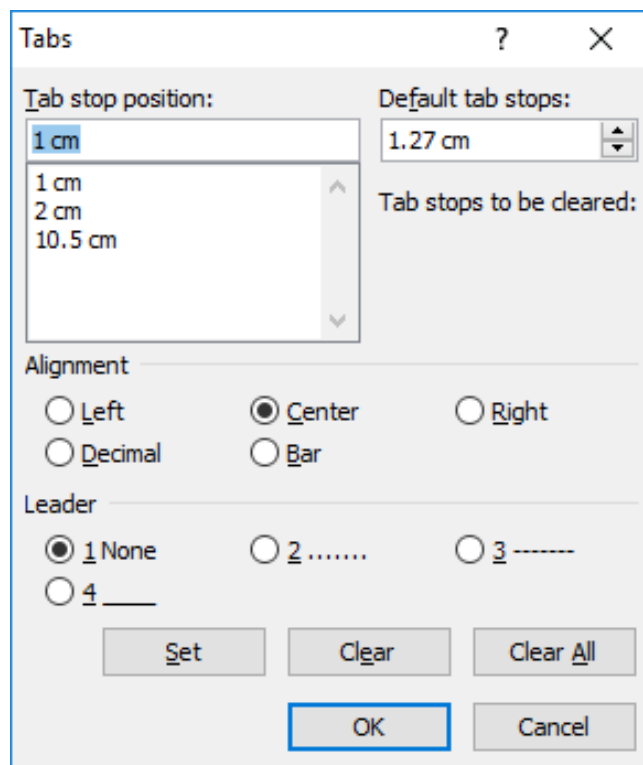 Tabs ?
Tab stop position: Default tab stops:
1 cm 1.27 cm
1 cm
2 cm
10.5 cm
Tab stops to be cleared:
Alignment
Left Center Right
Decimal Bar
Leader
1 None 2 ....... 3 -------
4 ____
Set Clear Clear All
OK Cancel